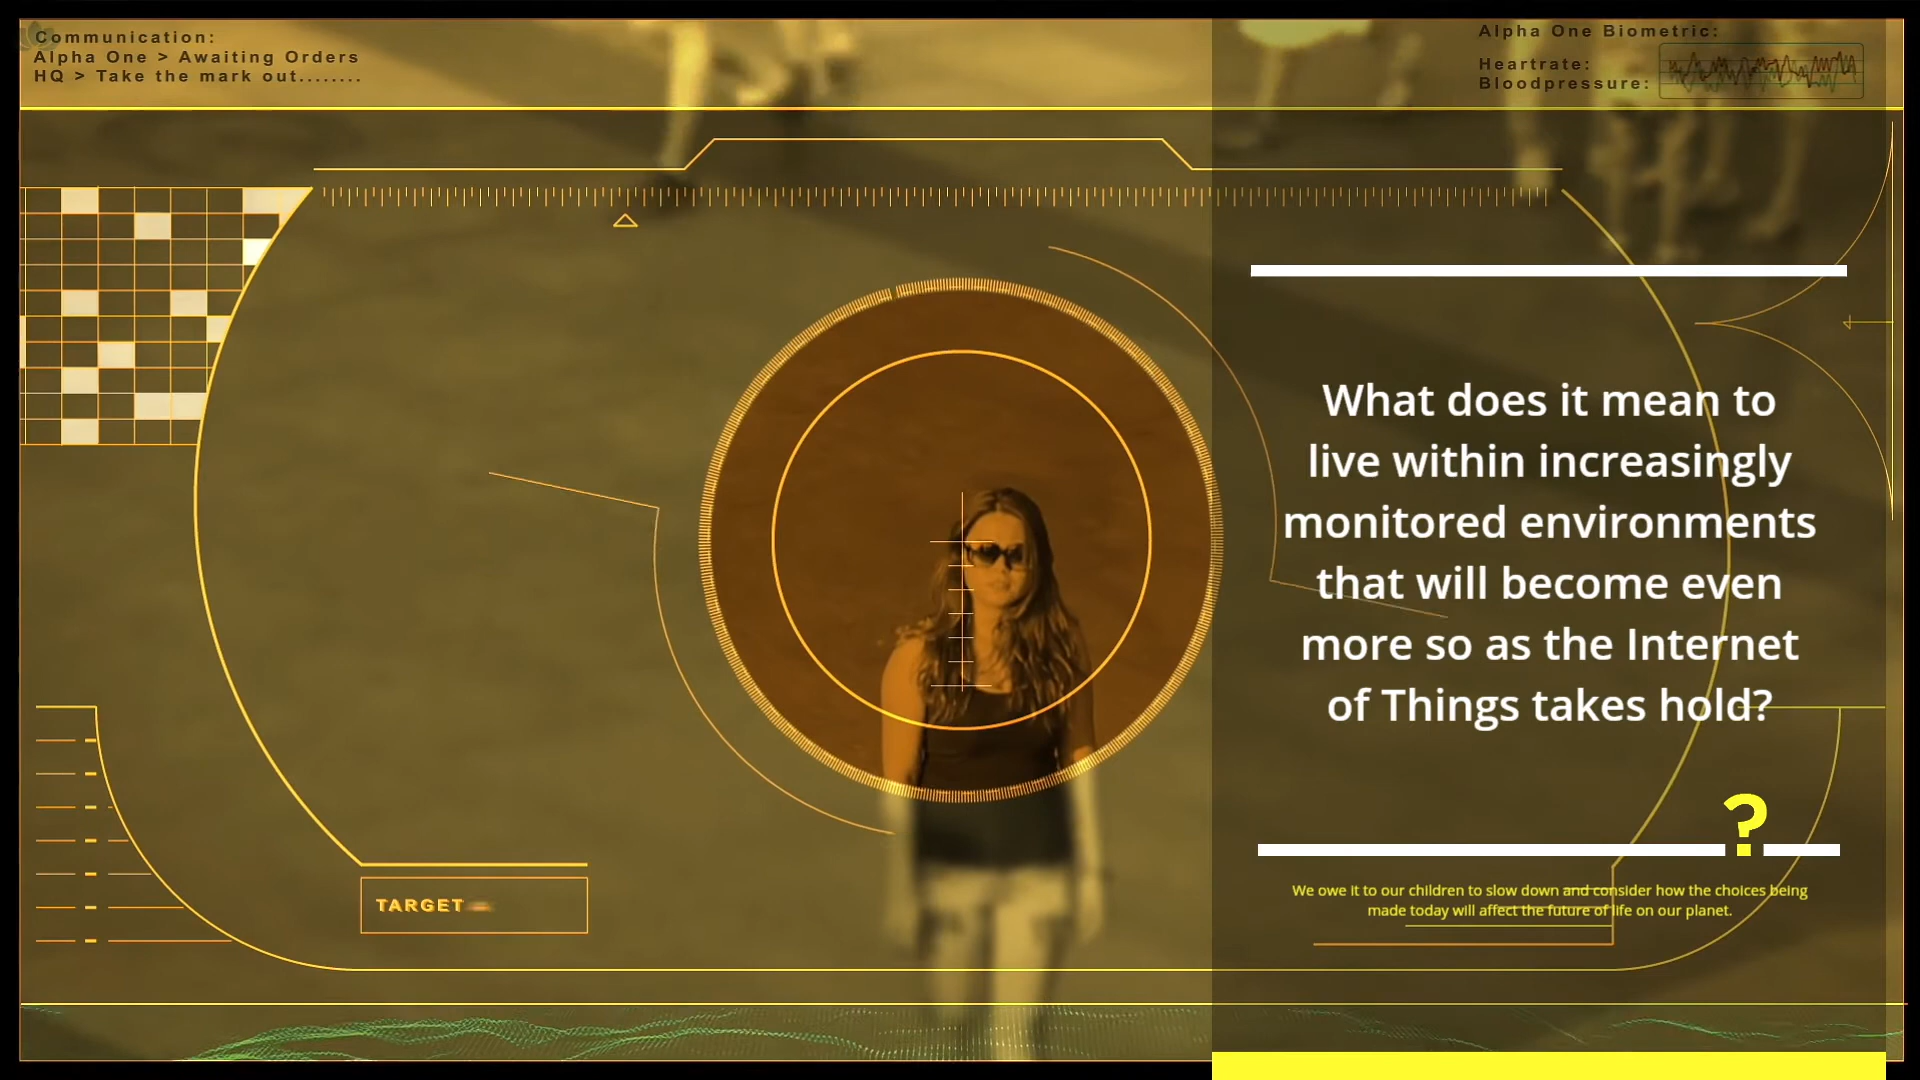 Communication:
Alpha One > Awaiting Orders
HQ > Take the mark out........
Alpha One Biometric:
Heartrate:
Bloodpressure:
What does it mean to
live within increasingly
monitored environments
that will become even
more so as the Internet
of Things takes hold?
?
We owe it to our children to slow down and consider how the choices being
made today will affect the future of life on our planet.
TARGET